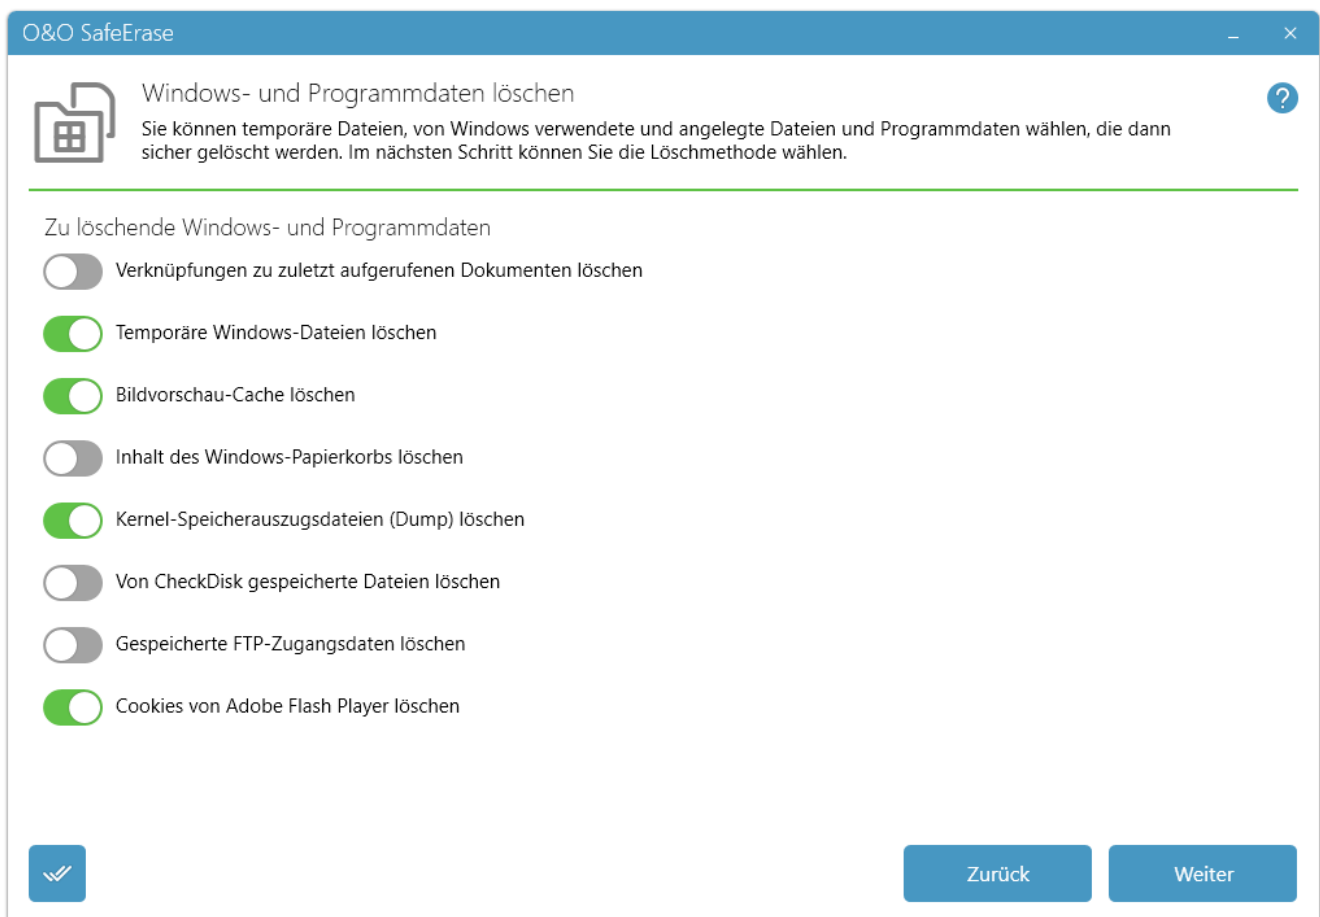 O&O SafeErase
Windows- und Programmdaten löschen
Sie können temporäre Dateien, von Windows verwendete und angelegte Dateien und Programmdaten wählen, die dann
sicher gelöscht werden. Im nächsten Schritt können Sie die Löschmethode wählen.
?
Zu löschende Windows- und Programmdaten
Verknüpfungen zu zuletzt aufgerufenen Dokumenten löschen
Temporäre Windows-Dateien löschen
Bildvorschau-Cache löschen
Inhalt des Windows-Papierkorbs löschen
Kernel-Speicherauszugsdateien (Dump) löschen
Von CheckDisk gespeicherte Dateien löschen
Gespeicherte FTP-Zugangsdaten löschen
Cookies von Adobe Flash Player löschen
Zurück
Weiter